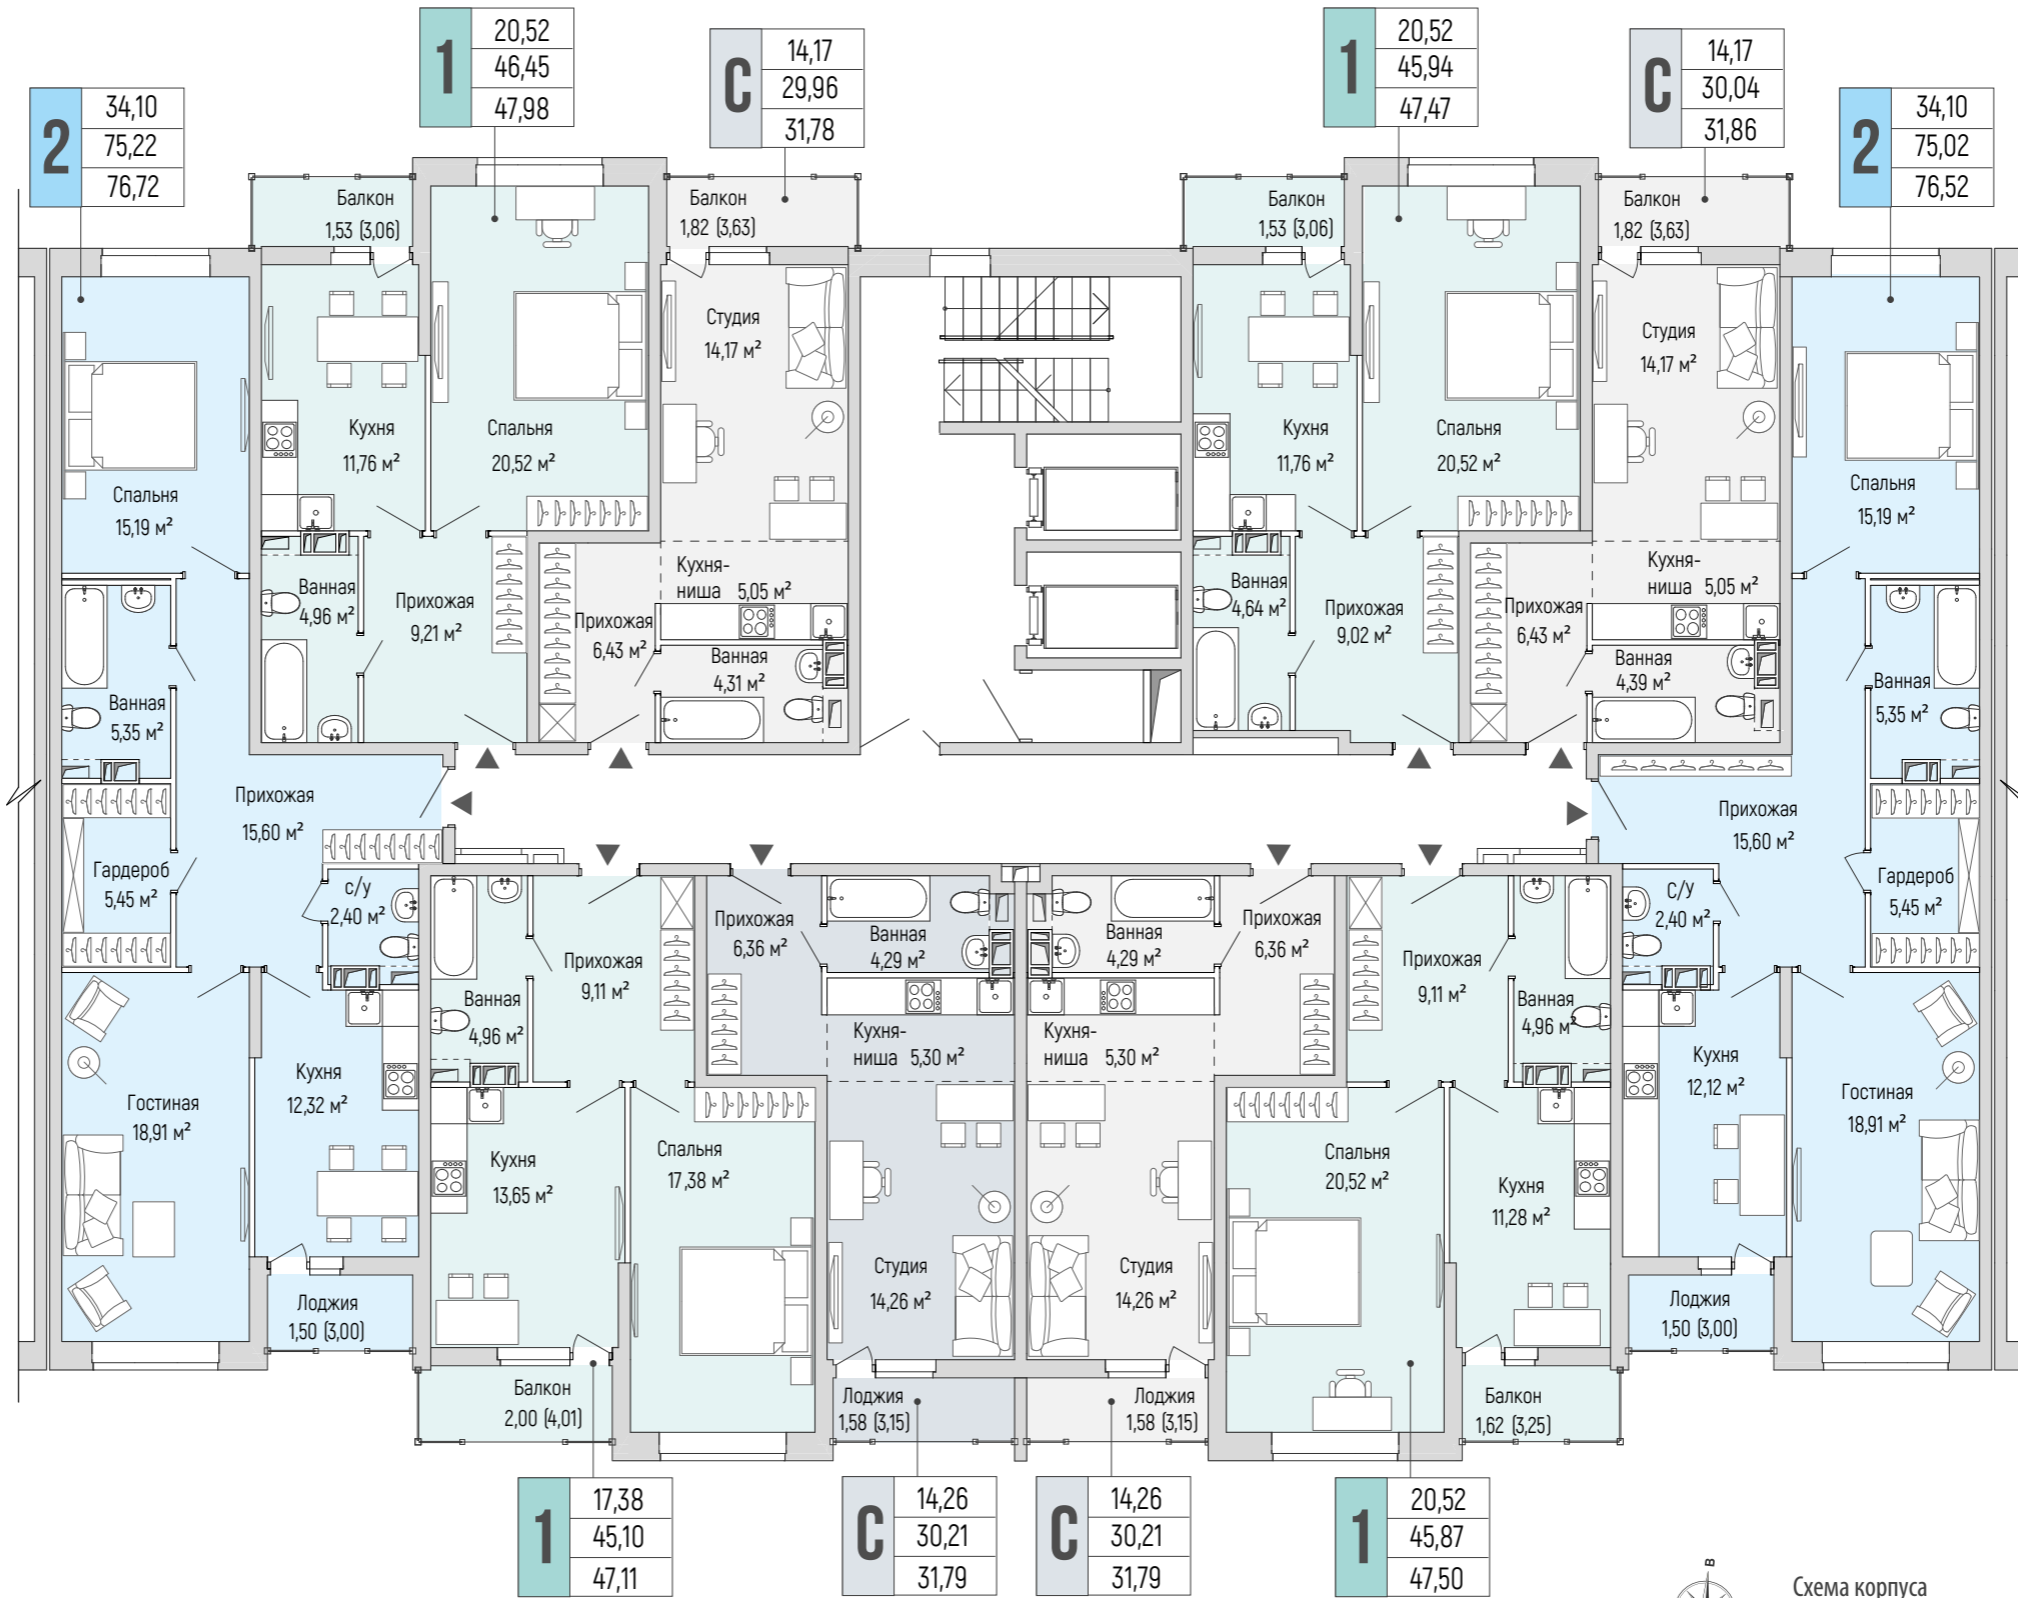 2
34,10
75,22
76,72
1
20,52
46,45
47,98
С
14,17
29,96
31,78
1
20,52
45,94
47,47
С
14,17
30,04
31,86
2
34,10
75,02
76,52
Балкон
1,53 (3,06)
Балкон
1,82 (3,63)
Балкон
1,53 (3,06)
Балкон
1,82 (3,63)
Спальня
15,19 м²
Кухня
11,76 м²
Спальня
20,52 м²
Студия
14,17 м²
Кухня
11,76 м²
Спальня
20,52 м²
Студия
14,17 м²
Спальня
15,19 м²
Ванная
5,35 м²
Ванная
4,96 м²
Прихожая
9,21 м²
Прихожая
6,43 м²
Кухня-
ниша 5,05 м²
Ванная
4,31 м²
Ванная
4,64 м²
Прихожая
9,02 м²
Прихожая
6,43 м²
Кухня-
ниша 5,05 м²
Ванная
4,39 м²
Ванная
5,35 м²
Прихожая
15,60 м²
Прихожая
15,60 м²
Гардероб
5,45 м²
с/у
2,40 м²
Ванная
4,96 м²
Прихожая
9,11 м²
Прихожая
6,36 м²
Ванная
4,29 м²
Ванная
4,29 м²
Прихожая
6,36 м²
Прихожая
9,11 м²
Ванная
4,96 м²
С/У
2,40 м²
Гардероб
5,45 м²
Кухня-
ниша 5,30 м²
Кухня-
ниша 5,30 м²
Гостиная
18,91 м²
Кухня
12,32 м²
Кухня
13,65 м²
Спальня
17,38 м²
Студия
14,26 м²
Студия
14,26 м²
Спальня
20,52 м²
Кухня
11,28 м²
Кухня
12,12 м²
Гостиная
18,91 м²
Лоджия
1,50 (3,00)
Балкон
2,00 (4,01)
Лоджия
1,58 (3,15)
Лоджия
1,58 (3,15)
Балкон
1,62 (3,25)
Лоджия
1,50 (3,00)
1
17,38
45,10
47,11
С
14,26
30,21
31,79
С
14,26
30,21
31,79
1
20,52
45,87
47,50
В
Схема корпуса